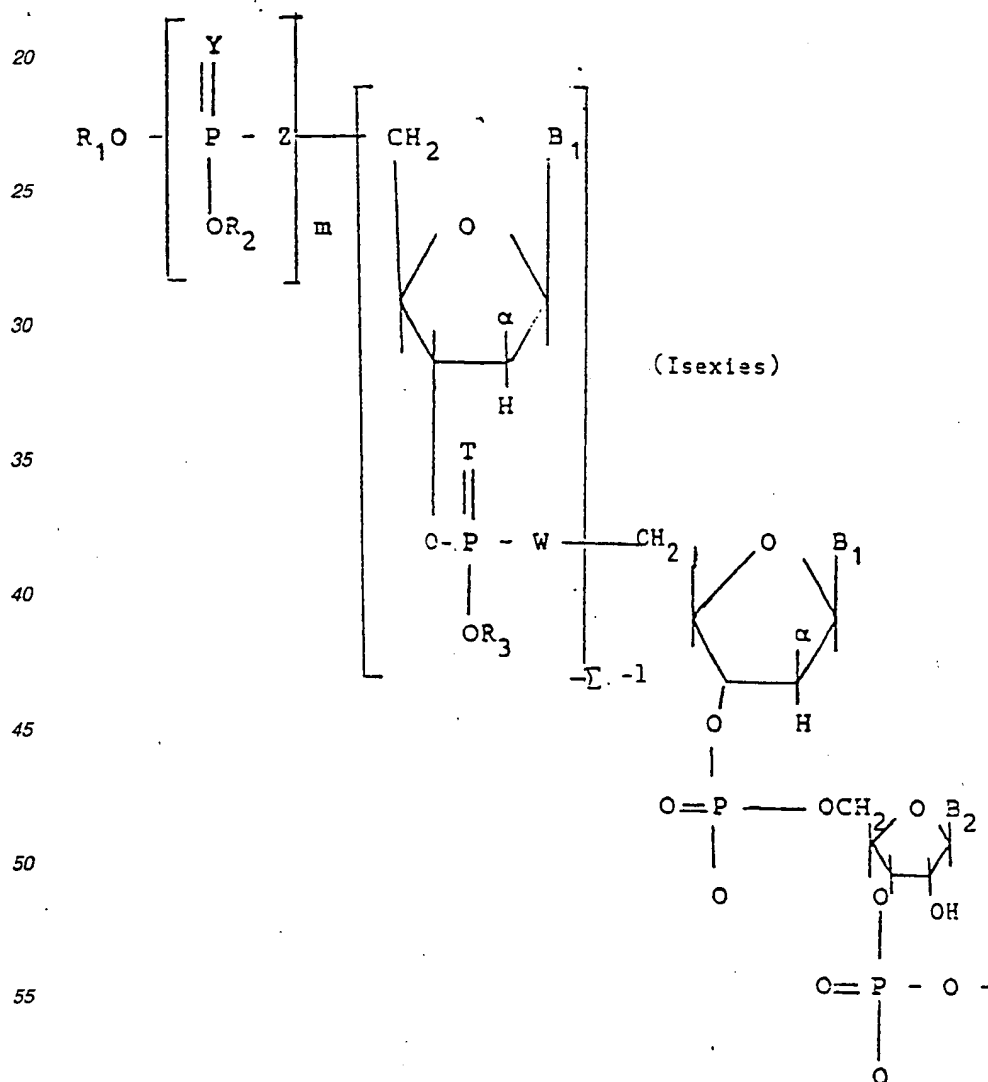 20
Y
R1O - P - Z CH2 B1
25
OR2 m O
30
α
(Isexies)
H
35
T
O-P - W CH2 O B1
40
OR3 α
-Σ. -1
O H
45
O=P OCH2 O B2
50
O O OH
55
O=P - O -
O